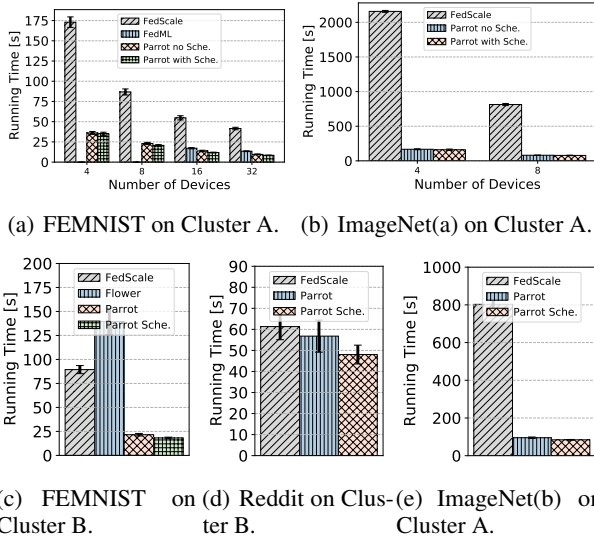 175
150
125
100
75
50
25
0
Running Time [s]
FedScale
FedML
Parrot no Sche.
Parrot with Sche.
4
8
16
32
Number of Devices
2000
1500
1000
500
0
Running Time [s]
FedScale
Parrot no Sche.
Parrot with Sche.
4
8
Number of Devices
(a) FEMNIST on Cluster A.
(b) ImageNet(a) on Cluster A.
200
175
150
125
100
75
50
25
0
Running Time [s]
FedScale
Flower
Parrot
Parrot Sche.
90
80
70
60
50
40
30
20
10
0
Running Time [s]
FedScale
Parrot
Parrot Sche.
1000
800
600
400
200
0
Running Time [s]
FedScale
Parrot
Parrot Sche.
(c) FEMNIST on
Cluster B.
(d) Reddit on Clus-
ter B.
(e) ImageNet(b) on
Cluster A.